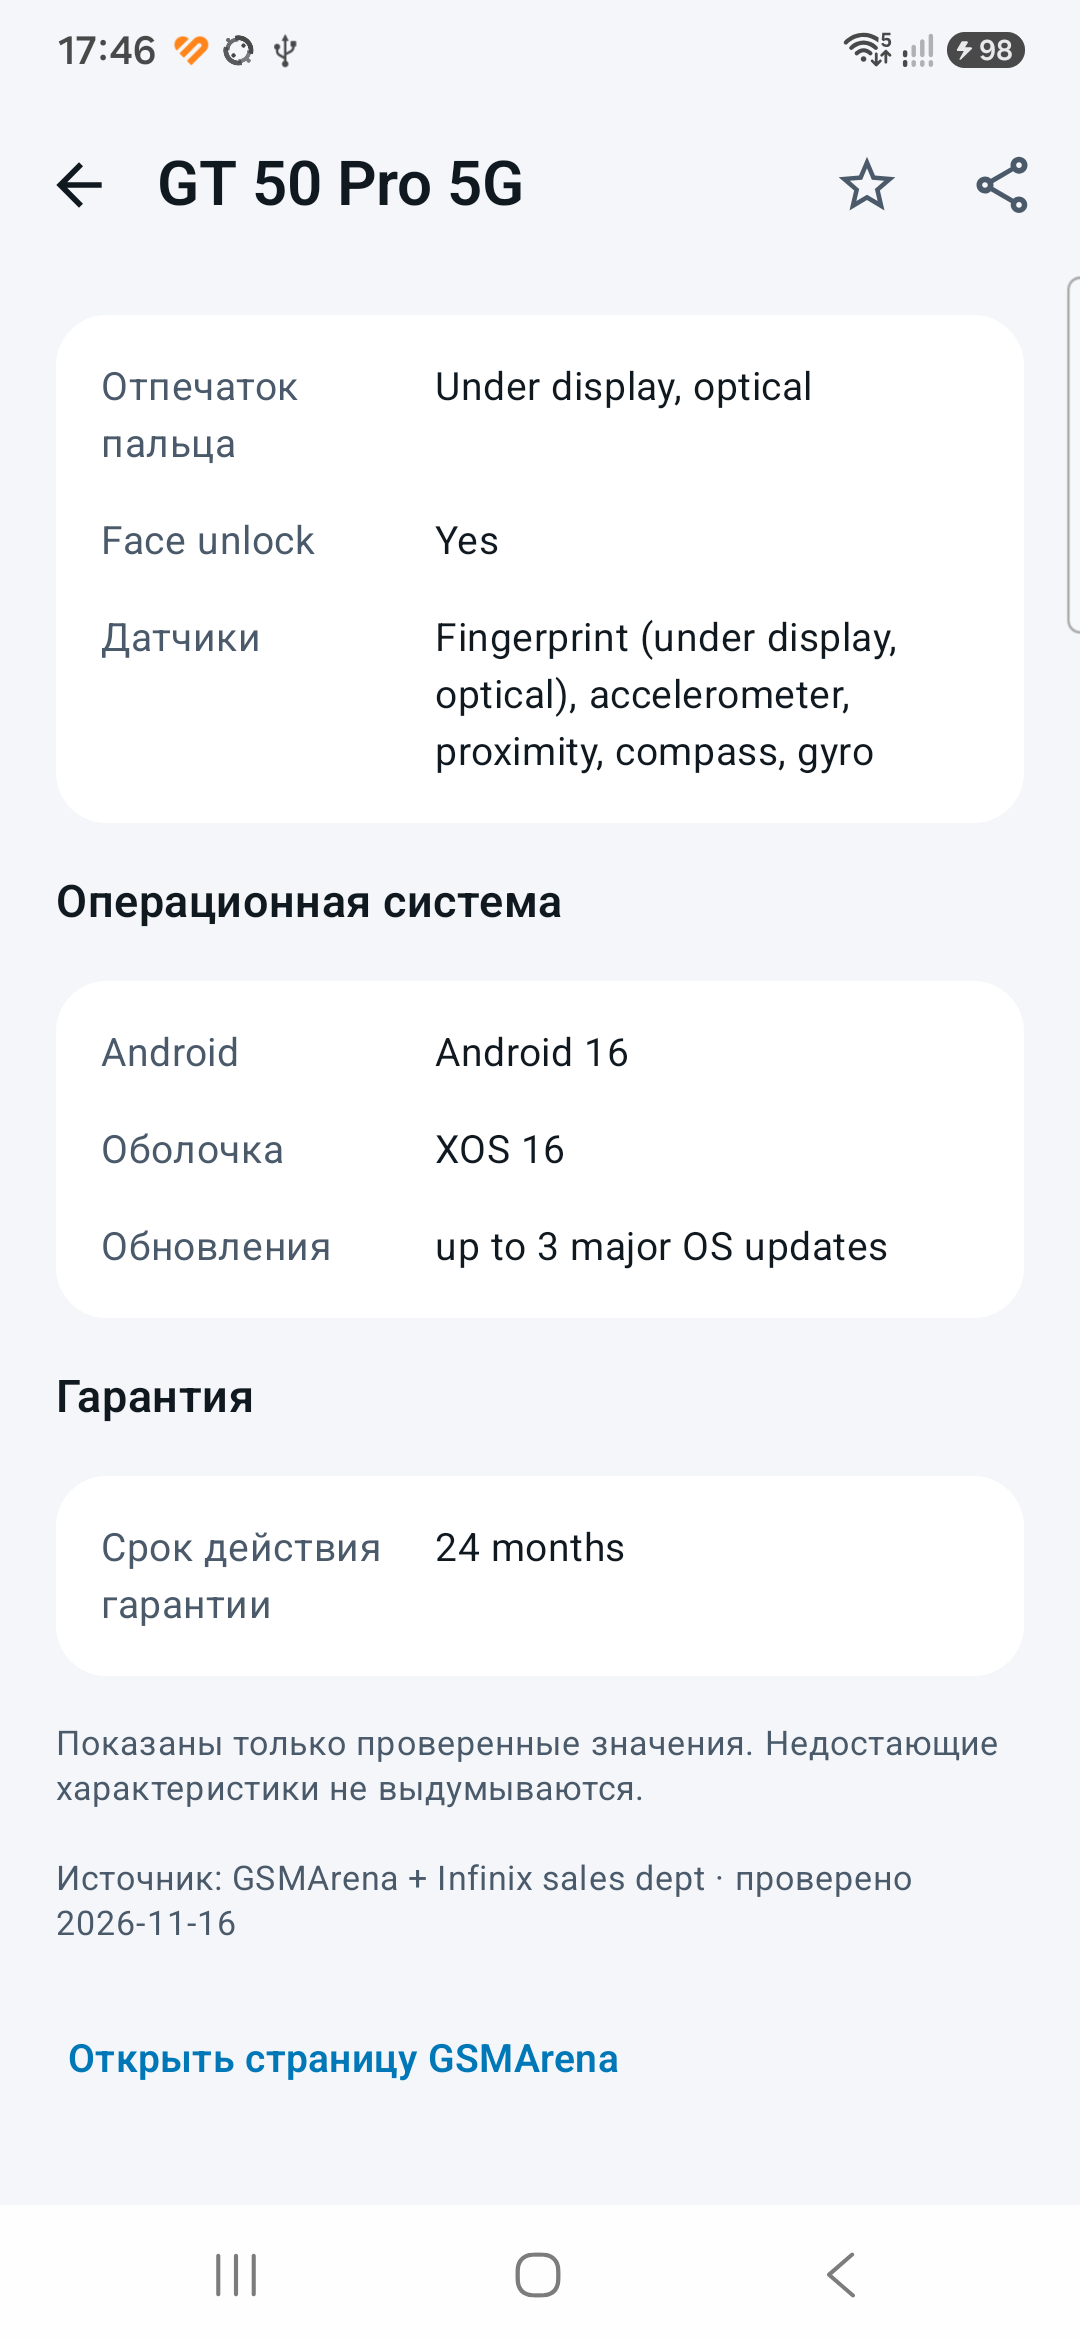 17:46
5
98
GT 50 Pro 5G
Отпечаток
пальца
Under display, optical
Face unlock
Yes
Датчики
Fingerprint (under display,
optical), accelerometer,
proximity, compass, gyro
Операционная система
Android
Android 16
Оболочка
XOS 16
Обновления
up to 3 major OS updates
Гарантия
Срок действия
гарантии
24 months
Показаны только проверенные значения. Недостающие
характеристики не выдумываются.
Источник: GSMArena + Infinix sales dept · проверено
2026-11-16
Открыть страницу GSMArena